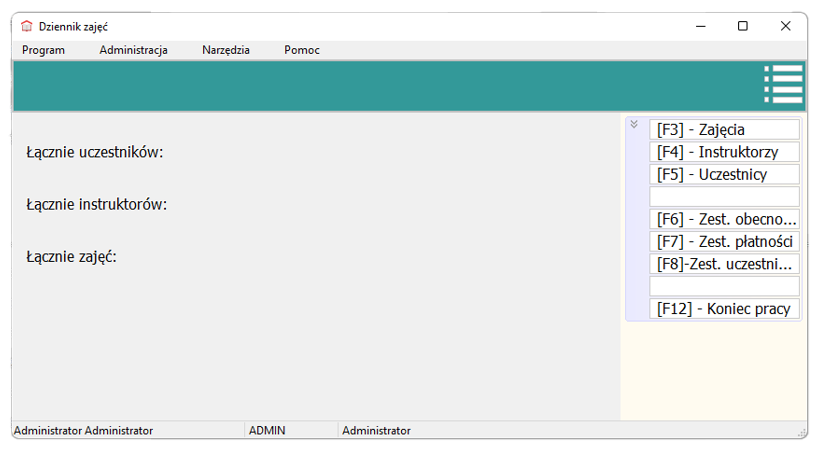 Dziennik zajęć
Program Administracja Narzędzia Pomoc
Łącznie uczestników:
Łącznie instruktorów:
Łącznie zajęć:
[F3] - Zajęcia
[F4] - Instruktorzy
[F5] - Uczestnicy
[F6] - Zest. obecno...
[F7] - Zest. płatności
[F8]-Zest. uczestni...
[F12] - Koniec pracy
Administrator Administrator ADMIN Administrator